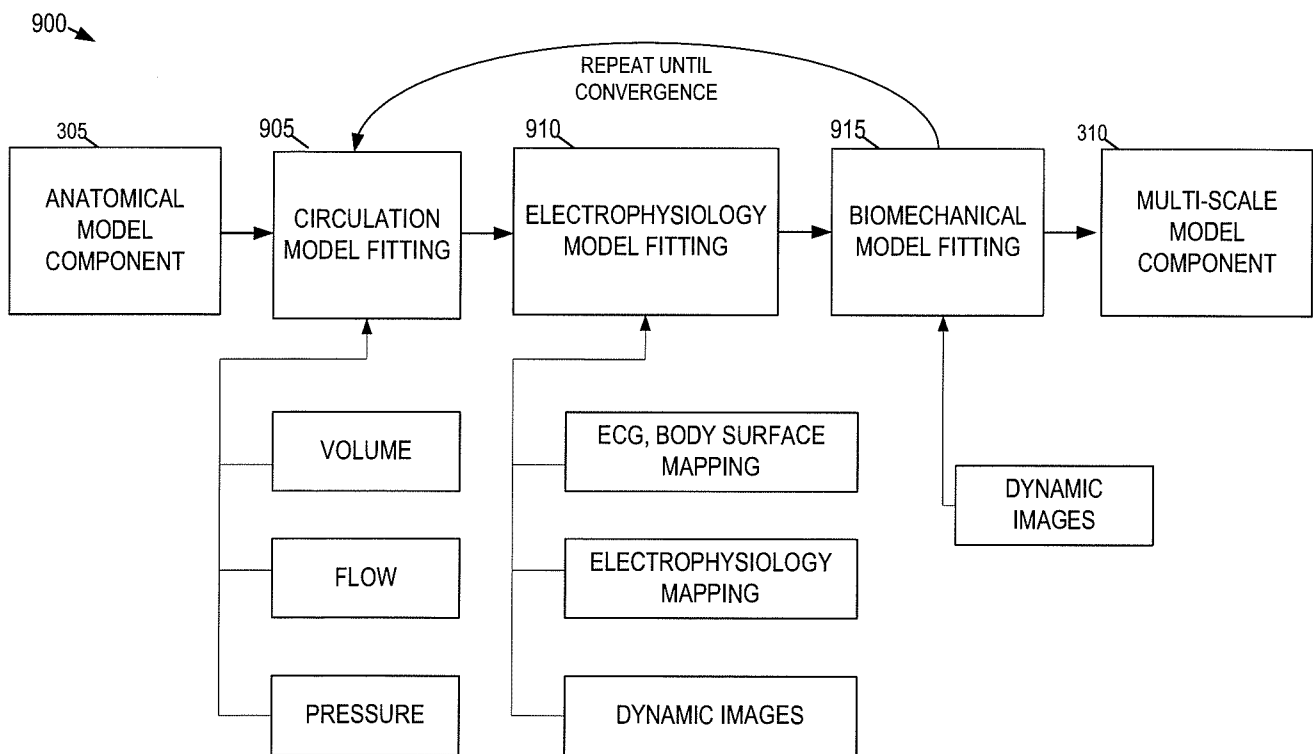 900
REPEAT UNTIL
CONVERGENCE
305
905
910
915
310
ANATOMICAL
MODEL
COMPONENT
CIRCULATION
MODEL FITTING
ELECTROPHYSIOLOGY
MODEL FITTING
BIOMECHANICAL
MODEL FITTING
MULTI-SCALE
MODEL
COMPONENT
VOLUME
FLOW
PRESSURE
ECG, BODY SURFACE
MAPPING
ELECTROPHYSIOLOGY
MAPPING
DYNAMIC IMAGES
DYNAMIC
IMAGES